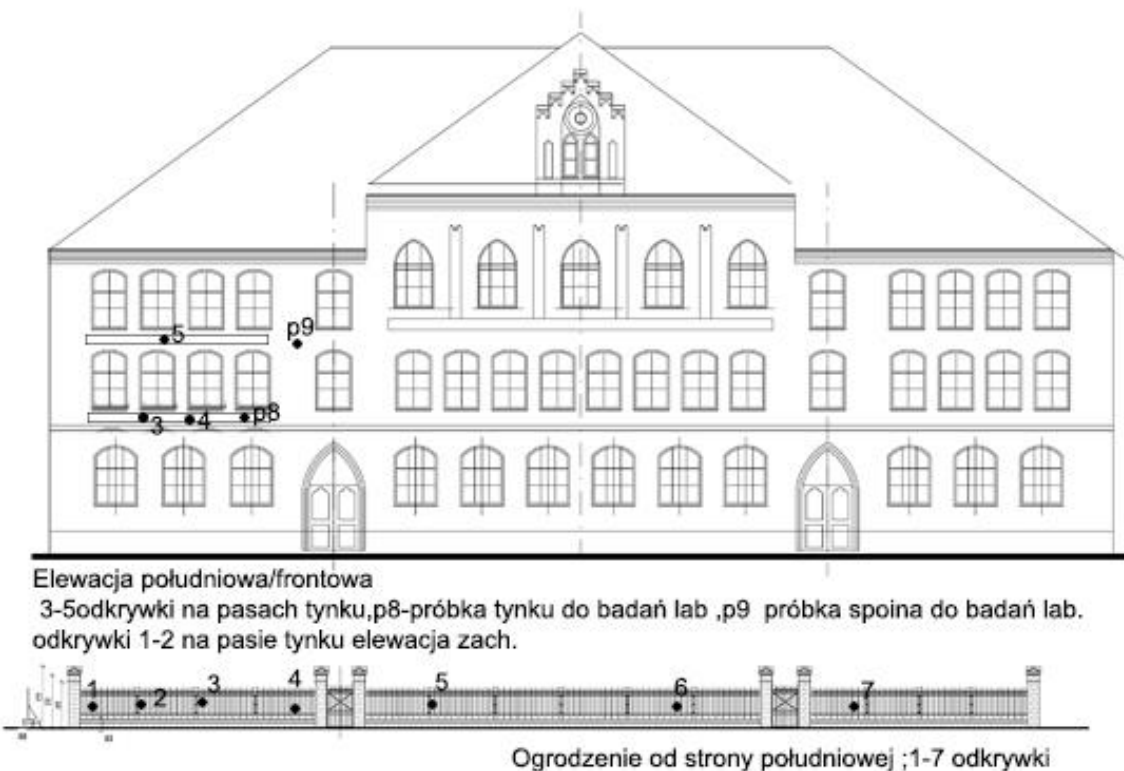 5
p9
3 4 p8
Elewacja południowa/frontowa
3-5odkrywki na pasach tynku,p8-próbka tynku do badań lab ,p9 próbka spoina do badań lab.
odkrywki 1-2 na pasie tynku elewacja zach.
1 2 3 4 5 6 7
Ogrodzenie od strony południowej ;1-7 odkrywki